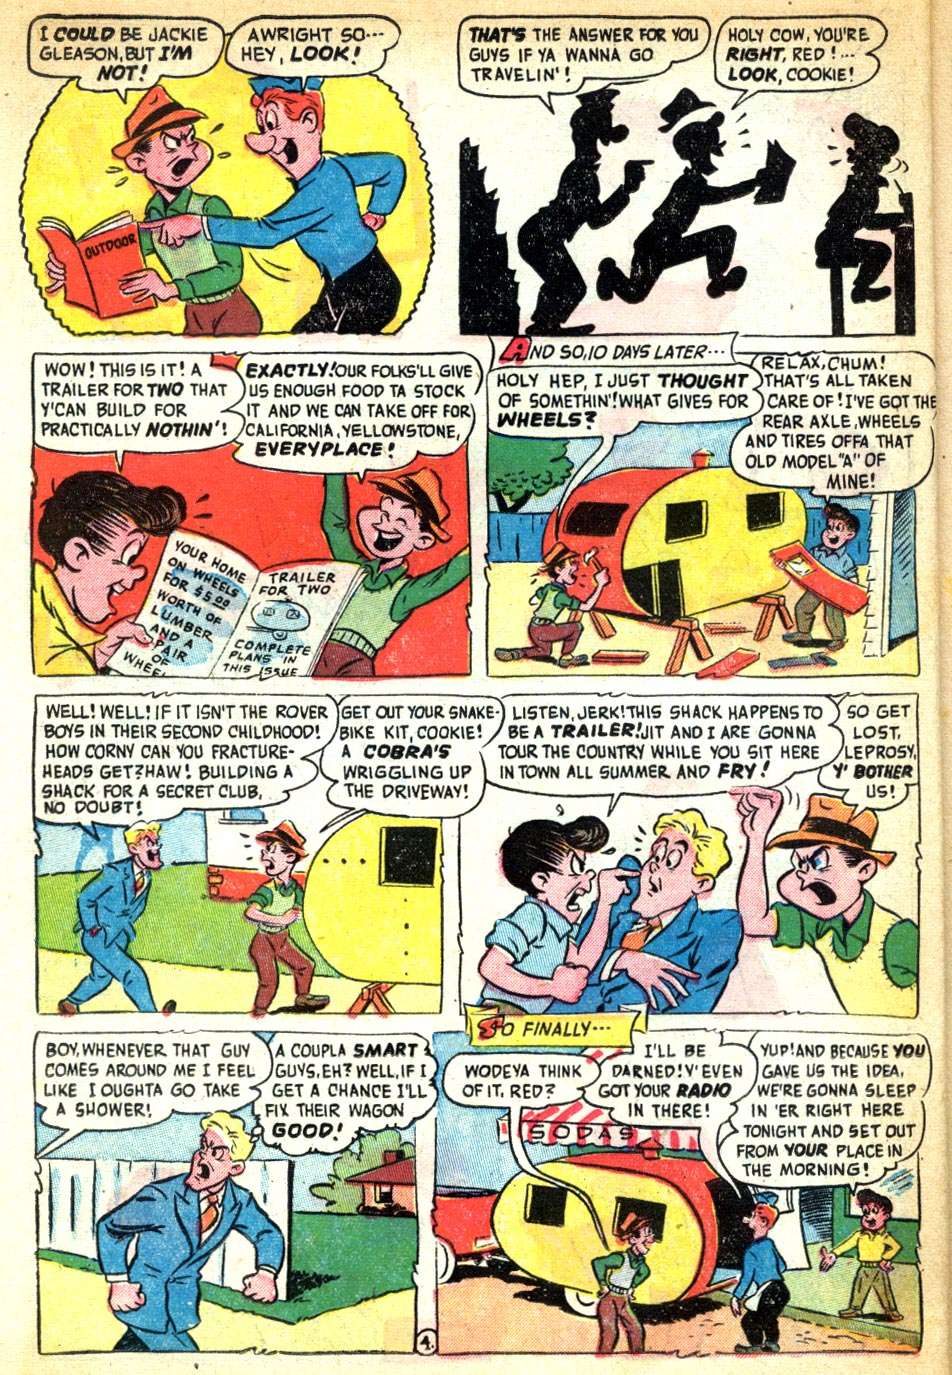 I COULD BE JACKIE
GLEASON, BUT I'M
NOT!
AWRIGHT SO---
HEY, LOOK!
OUTDOOR
THAT'S THE ANSWER FOR YOU
GUYS IF YA WANNA GO
TRAVELIN'!
HOLY COW, YOU'RE
RIGHT, RED!...
LOOK, COOKIE!
WOW! THIS IS IT! A
TRAILER FOR TWO THAT
Y'CAN BUILD FOR
PRACTICALLY NOTHIN'!
EXACTLY! OUR FOLKS'LL GIVE
US ENOUGH FOOD TA STOCK
IT AND WE CAN TAKE OFF FOR
CALIFORNIA, YELLOWSTONE,
EVERYPLACE!
YOUR HOME
ON WHEELS
FOR $5.00
WORTH OF
LUMBER
AND A
PAIR
OF
WHEEL
TRAILER
FOR TWO
COMPLETE
PLANS IN
THIS ISSUE
AND SO, 10 DAYS LATER---
HOLY HEP, I JUST THOUGHT
OF SOMETHIN'! WHAT GIVES FOR
WHEELS?
RELAX, CHUM!
THAT'S ALL TAKEN
CARE OF! I'VE GOT THE
REAR AXLE, WHEELS
AND TIRES OFFA THAT
OLD MODEL "A" OF
MINE!
WELL! WELL! IF IT ISN'T THE ROVER
BOYS IN THEIR SECOND CHILDHOOD!
HOW CORNY CAN YOU FRACTURE-
HEADS GET? HAW! BUILDING A
SHACK FOR A SECRET CLUB,
NO DOUBT!
GET OUT YOUR SNAKE-
BIKE KIT, COOKIE!
A COBRA'S
WRIGGLING UP
THE DRIVEWAY!
LISTEN, JERK! THIS SHACK HAPPENS TO
BE A TRAILER! JIT AND I ARE GONNA
TOUR THE COUNTRY WHILE YOU SIT HERE
IN TOWN ALL SUMMER AND FRY!
SO GET
LOST,
LEPROSY,
Y' BOTHER
US!
BOY, WHENEVER THAT GUY
COMES AROUND ME I FEEL
LIKE I OUGHTA GO TAKE
A SHOWER!
A COUPLA SMART
GUYS, EH? WELL, IF I
GET A CHANCE I'LL
FIX THEIR WAGON
GOOD!
4.
SO FINALLY---
WODEYA THINK
OF IT, RED?
I'LL BE
DARNED! Y'EVEN
GOT YOUR RADIO
IN THERE!
YUP! AND BECAUSE YOU
GAVE US THE IDEA,
WE'RE GONNA SLEEP
IN 'ER RIGHT HERE
TONIGHT AND SET OUT
FROM YOUR PLACE IN
THE MORNING!
SODAS